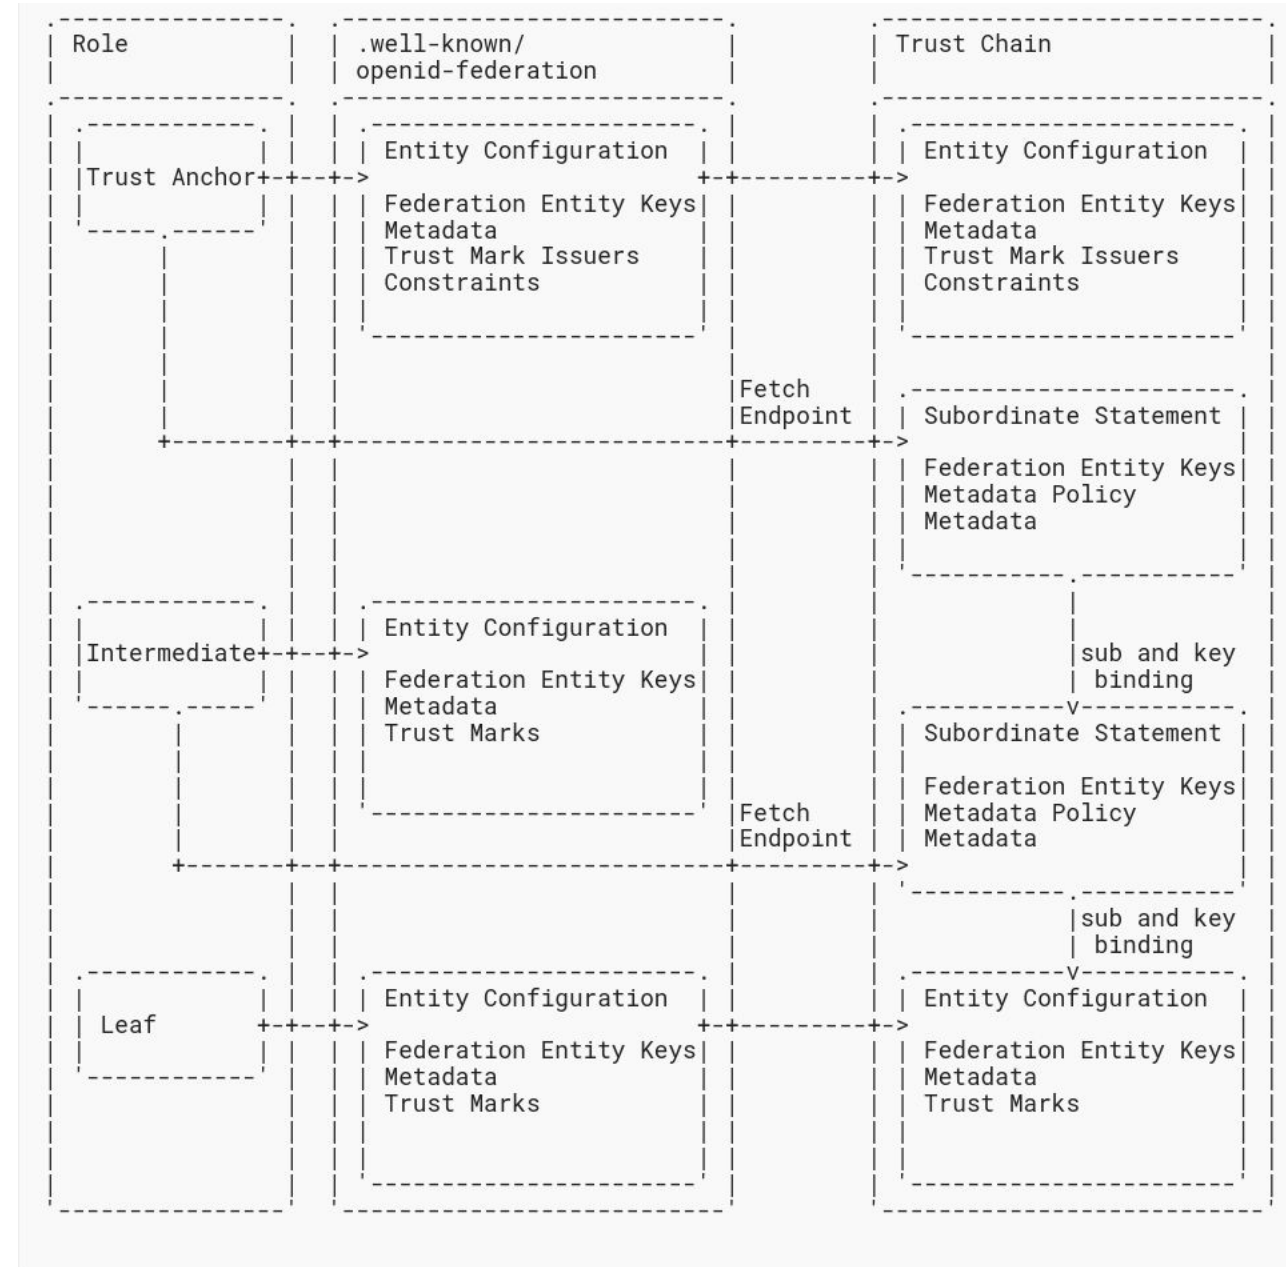 Role
.well-known/
openid-federation
Trust Chain
Trust Anchor
Entity Configuration
Federation Entity Keys
Metadata
Trust Mark Issuers
Constraints
Entity Configuration
Federation Entity Keys
Metadata
Trust Mark Issuers
Constraints
Fetch
Endpoint
Subordinate Statement
Federation Entity Keys
Metadata Policy
Metadata
Intermediate
Entity Configuration
Federation Entity Keys
Metadata
Trust Marks
sub and key
binding
Fetch
Endpoint
Subordinate Statement
Federation Entity Keys
Metadata Policy
Metadata
sub and key
binding
Leaf
Entity Configuration
Federation Entity Keys
Metadata
Trust Marks
Entity Configuration
Federation Entity Keys
Metadata
Trust Marks